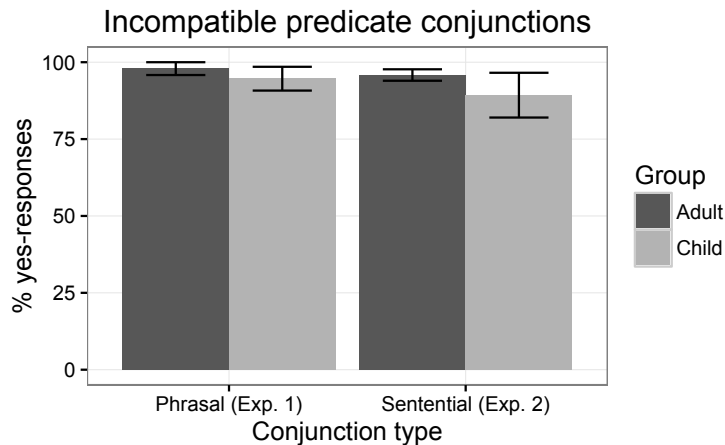 Incompatible predicate conjunctions
% yes-responses
100
75
50
25
0
Phrasal (Exp. 1)
Sentential (Exp. 2)
Conjunction type
Group
Adult
Child